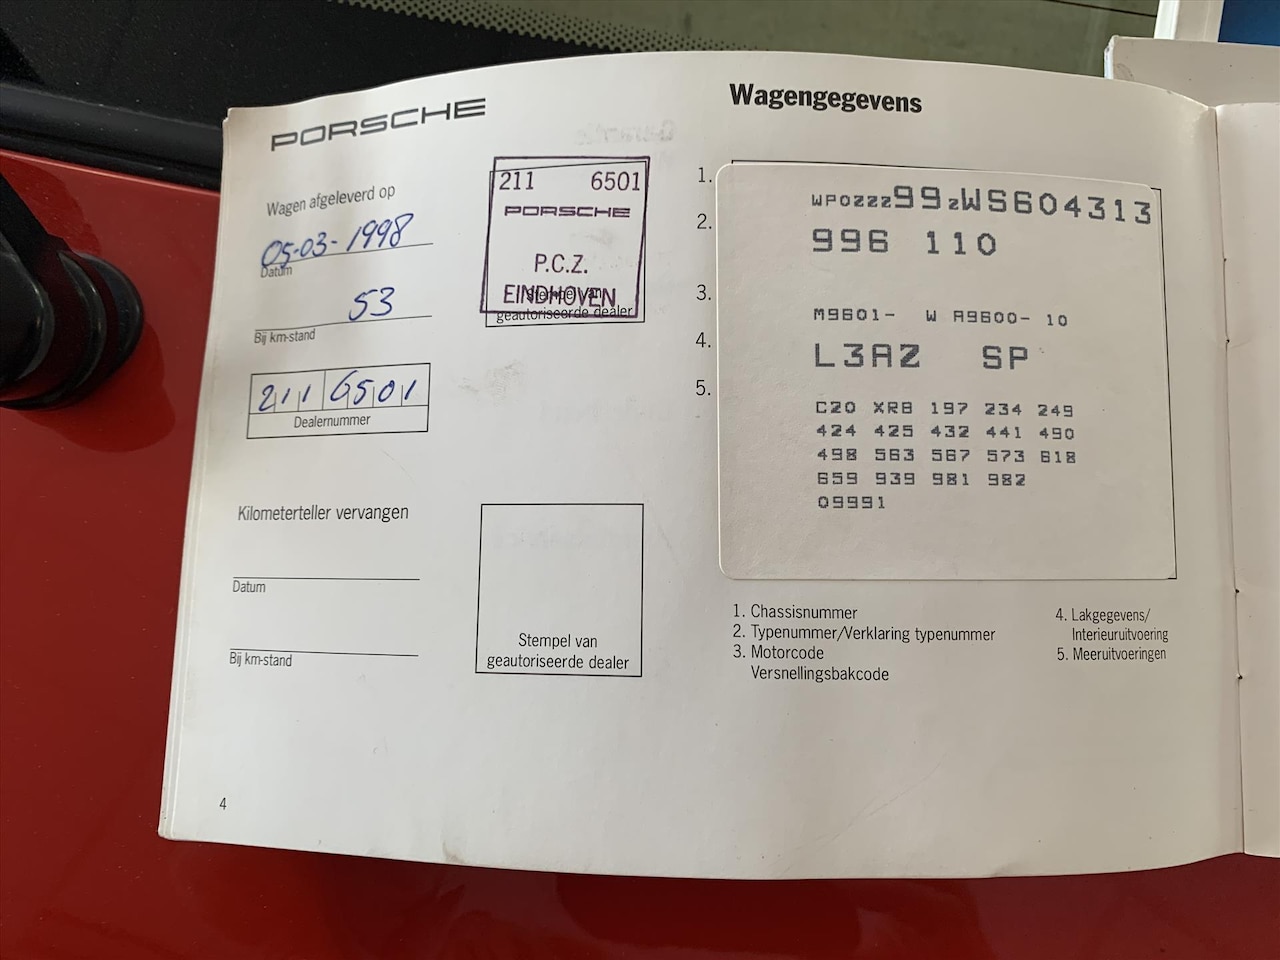 PORSCHE
Wagen afgeleverd op
05-03-1998
Datum
53
Bij km-stand
211 6501
Dealernummer
211 6501
PORSCHE
P.C.Z.
EINDHOVEN
Stempel van
geautoriseerde dealer
Kilometerteller vervangen
Datum
Bij km-stand
Stempel van
geautoriseerde dealer
4
Wagengegevens
1.
WP0ZZZ99ZWS604313
2.
996 110
3.
M9601- W A9600- 10
4.
L3AZ SP
5.
C20 XR8 197 234 249
424 425 432 441 490
498 563 567 573 618
659 939 981 982
09991
1. Chassisnummer
2. Typenummer/Verklaring typenummer
3. Motorcode
Versnellingsbakcode
4. Lakgegevens/
Interieuruitvoering
5. Meeruitvoeringen